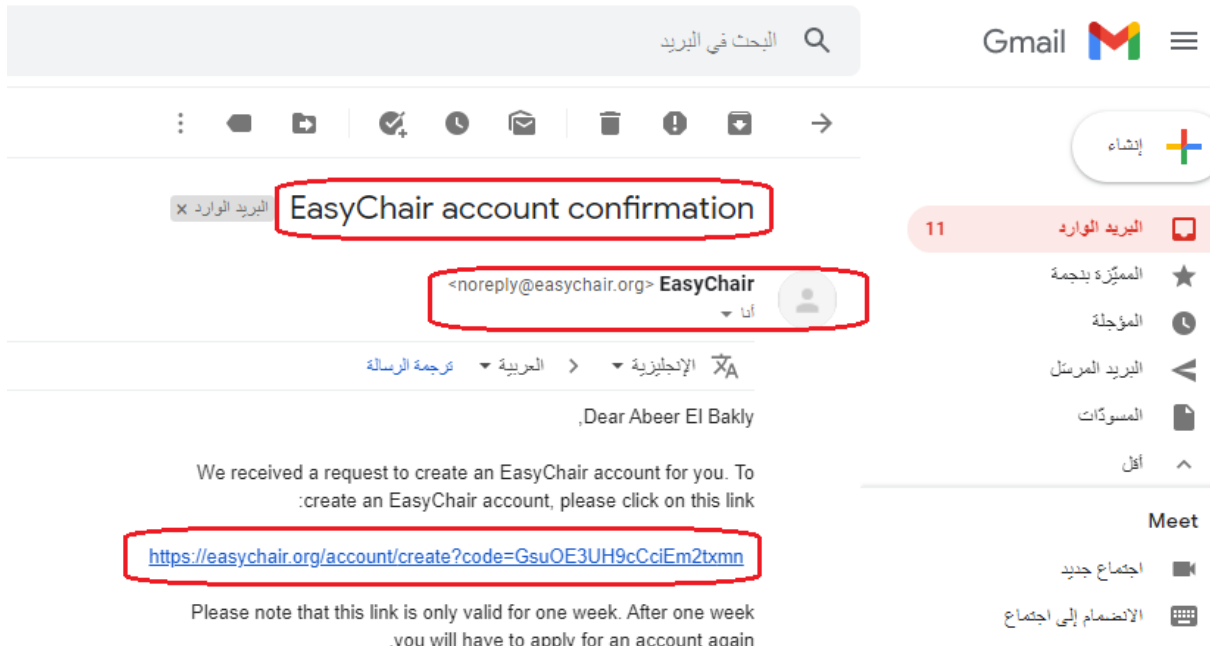 Gmail
البحث في البريد
إنشاء
البريد الوارد
11
المميّزة بنجمة
المؤجلة
البريد المرسَل
المسودّات
أقل
Meet
اجتماع جديد
الانضمام إلى اجتماع
EasyChair account confirmation
البريد الوارد ×
EasyChair <noreply@easychair.org>
أنا
الإنجليزية
العربية
ترجمة الرسالة
Dear Abeer El Bakly,
We received a request to create an EasyChair account for you. To
create an EasyChair account, please click on this link:
https://easychair.org/account/create?code=GsuOE3UH9cCciEm2txmn
Please note that this link is only valid for one week. After one week
you will have to apply for an account again.